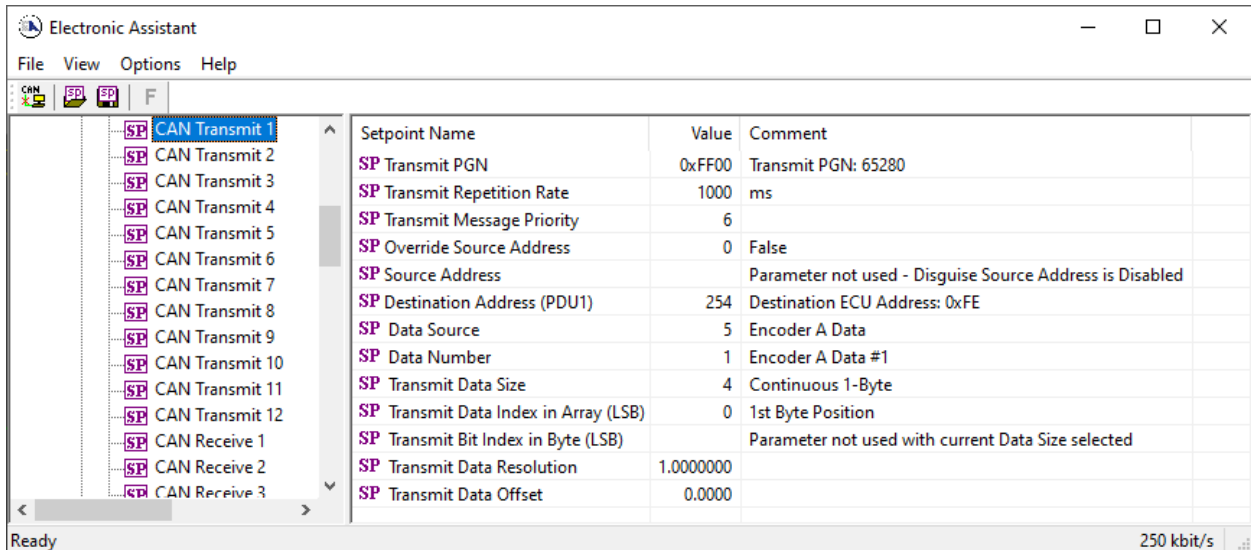 Electronic Assistant
File View Options Help
CAN SP SP F
SP CAN Transmit 1
SP CAN Transmit 2
SP CAN Transmit 3
SP CAN Transmit 4
SP CAN Transmit 5
SP CAN Transmit 6
SP CAN Transmit 7
SP CAN Transmit 8
SP CAN Transmit 9
SP CAN Transmit 10
SP CAN Transmit 11
SP CAN Transmit 12
SP CAN Receive 1
SP CAN Receive 2
SP CAN Receive 3
Setpoint Name Value Comment
SP Transmit PGN 0xFF00 Transmit PGN: 65280
SP Transmit Repetition Rate 1000 ms
SP Transmit Message Priority 6
SP Override Source Address 0 False
SP Source Address Parameter not used - Disguise Source Address is Disabled
SP Destination Address (PDU1) 254 Destination ECU Address: 0xFE
SP Data Source 5 Encoder A Data
SP Data Number 1 Encoder A Data #1
SP Transmit Data Size 4 Continuous 1-Byte
SP Transmit Data Index in Array (LSB) 0 1st Byte Position
SP Transmit Bit Index in Byte (LSB) Parameter not used with current Data Size selected
SP Transmit Data Resolution 1.0000000
SP Transmit Data Offset 0.0000
Ready 250 kbit/s